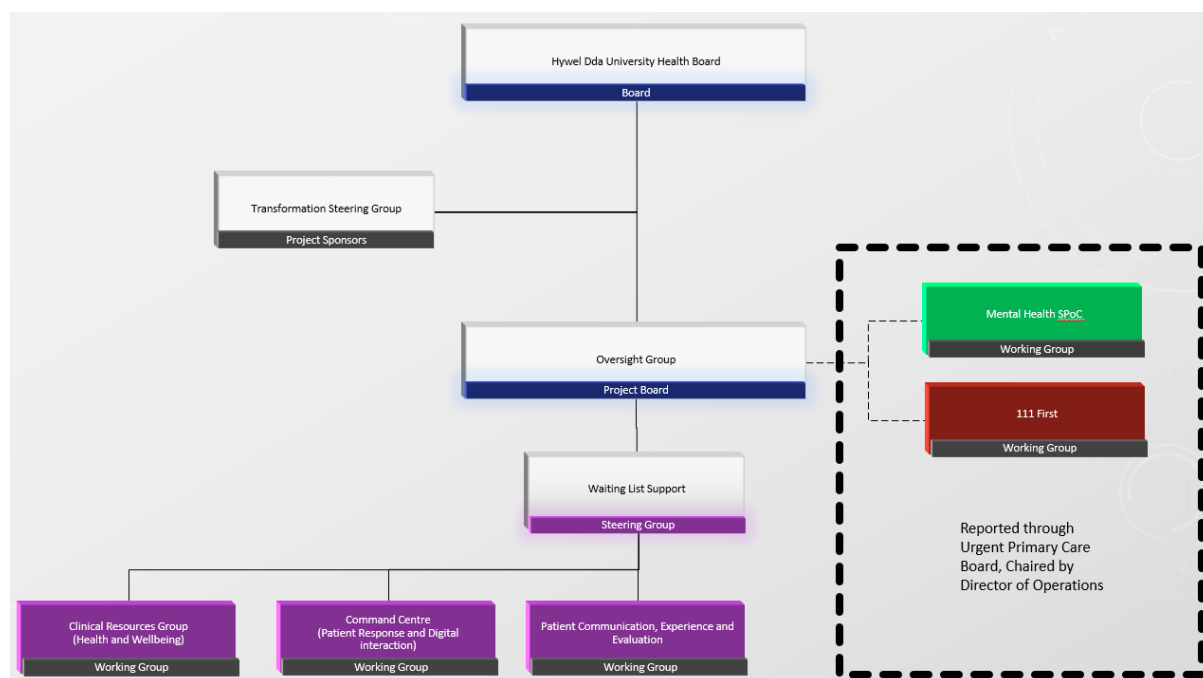 Hywel Dda University Health Board
Board
Transformation Steering Group
Project Sponsors
Oversight Group
Project Board
Mental Health SPoC
Working Group
111 First
Working Group
Waiting List Support
Steering Group
Reported through
Urgent Primary Care
Board, Chaired by
Director of Operations
Clinical Resources Group
(Health and Wellbeing)
Working Group
Command Centre
(Patient Response and Digital
interaction)
Working Group
Patient Communication, Experience and
Evaluation
Working Group